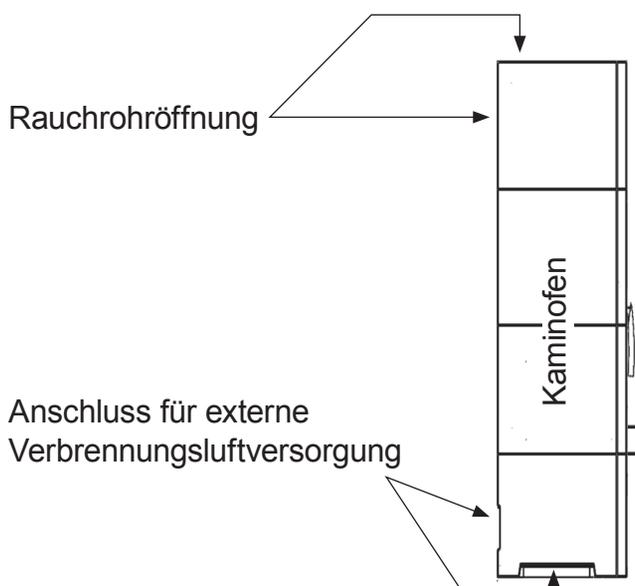 Rauchrohröffnung
Kaminofen
Anschluss für externe
Verbrennungsluftversorgung